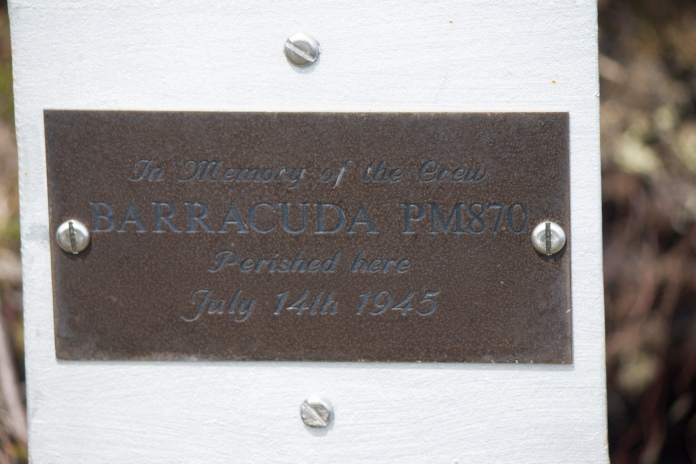 In Memory of the Crew
BARRACUDA PM870
Perished here
July 14th 1945